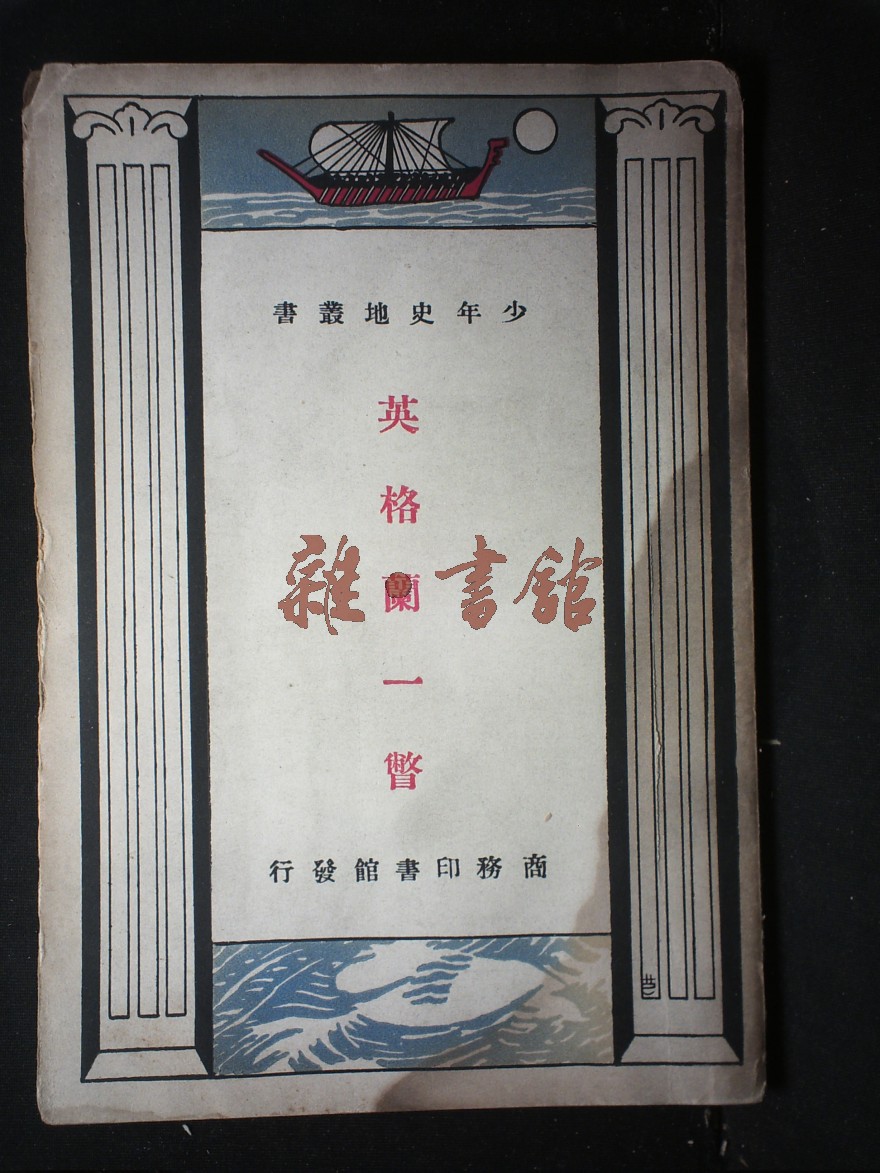 少年史地叢書
英格蘭一瞥
雜書館
商務印書館發行